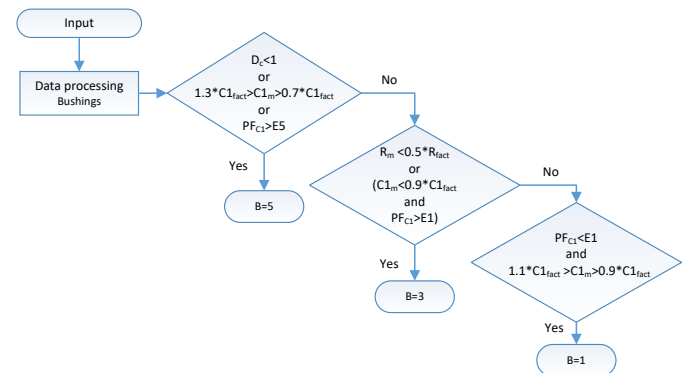 Input
Data processing
Bushings
Dc<1
or
1.3*C1fact>C1m>0.7*C1fact
or
PFC1>E5
No
Yes
B=5
Rm <0.5*Rfact
or
(C1m<0.9*C1fact
and
PFC1>E1)
No
Yes
B=3
PFC1<E1
and
1.1*C1fact >C1m>0.9*C1fact
Yes
B=1